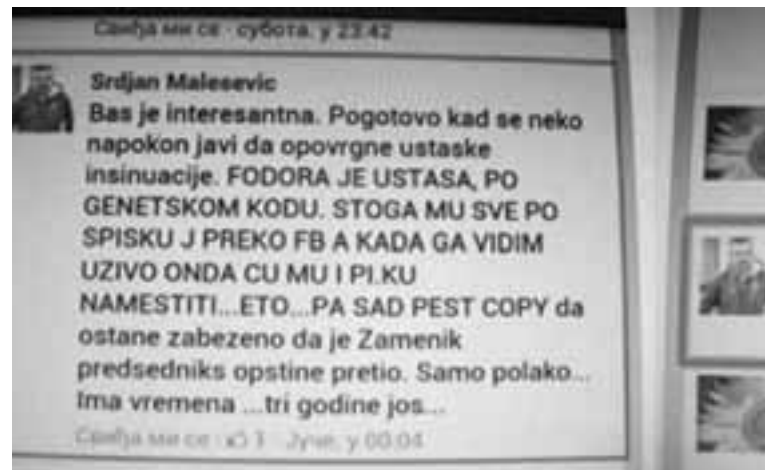 Свиђа ми се · субота, у 23:42
Srdjan Malesevic
Bas je interesantna. Pogotovo kad se neko
napokon javi da opovrgne ustaske
insinuacije. FODORA JE USTASA, PO
GENETSKOM KODU. STOGA MU SVE PO
SPISKU J PREKO FB A KADA GA VIDIM
UZIVO ONDA CU MU I PI.KU
NAMESTITI...ETO...PA SAD PEST COPY da
ostane zabezeno da je Zamenik
predsedniks opstine pretio. Samo polako...
Ima vremena ...tri godine jos...
Свиђа ми се · 1 · Јуче, у 00:04